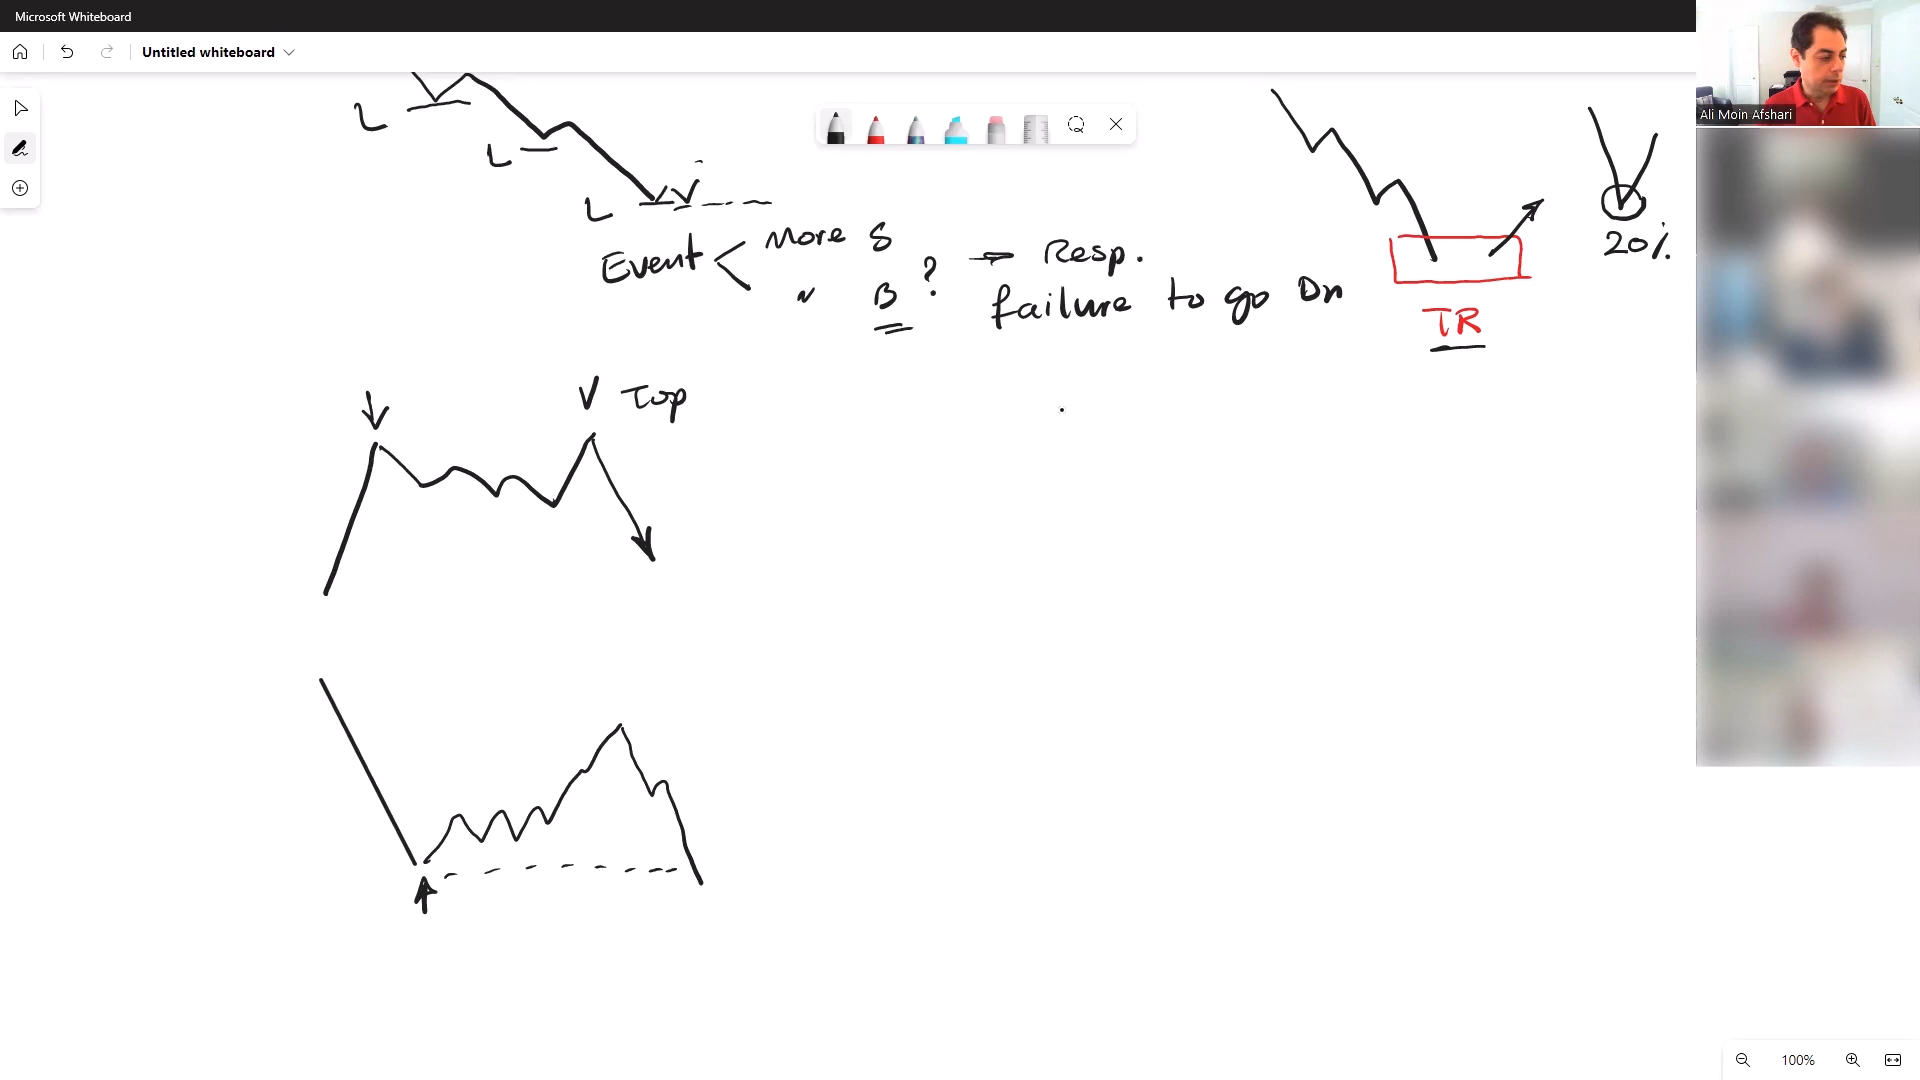 Microsoft Whiteboard
Untitled whiteboard
Ali Moin Afshari
L
L
L
20%
Event < More S
" B ? → Resp.
failure to go Dn
TR
Top
100%